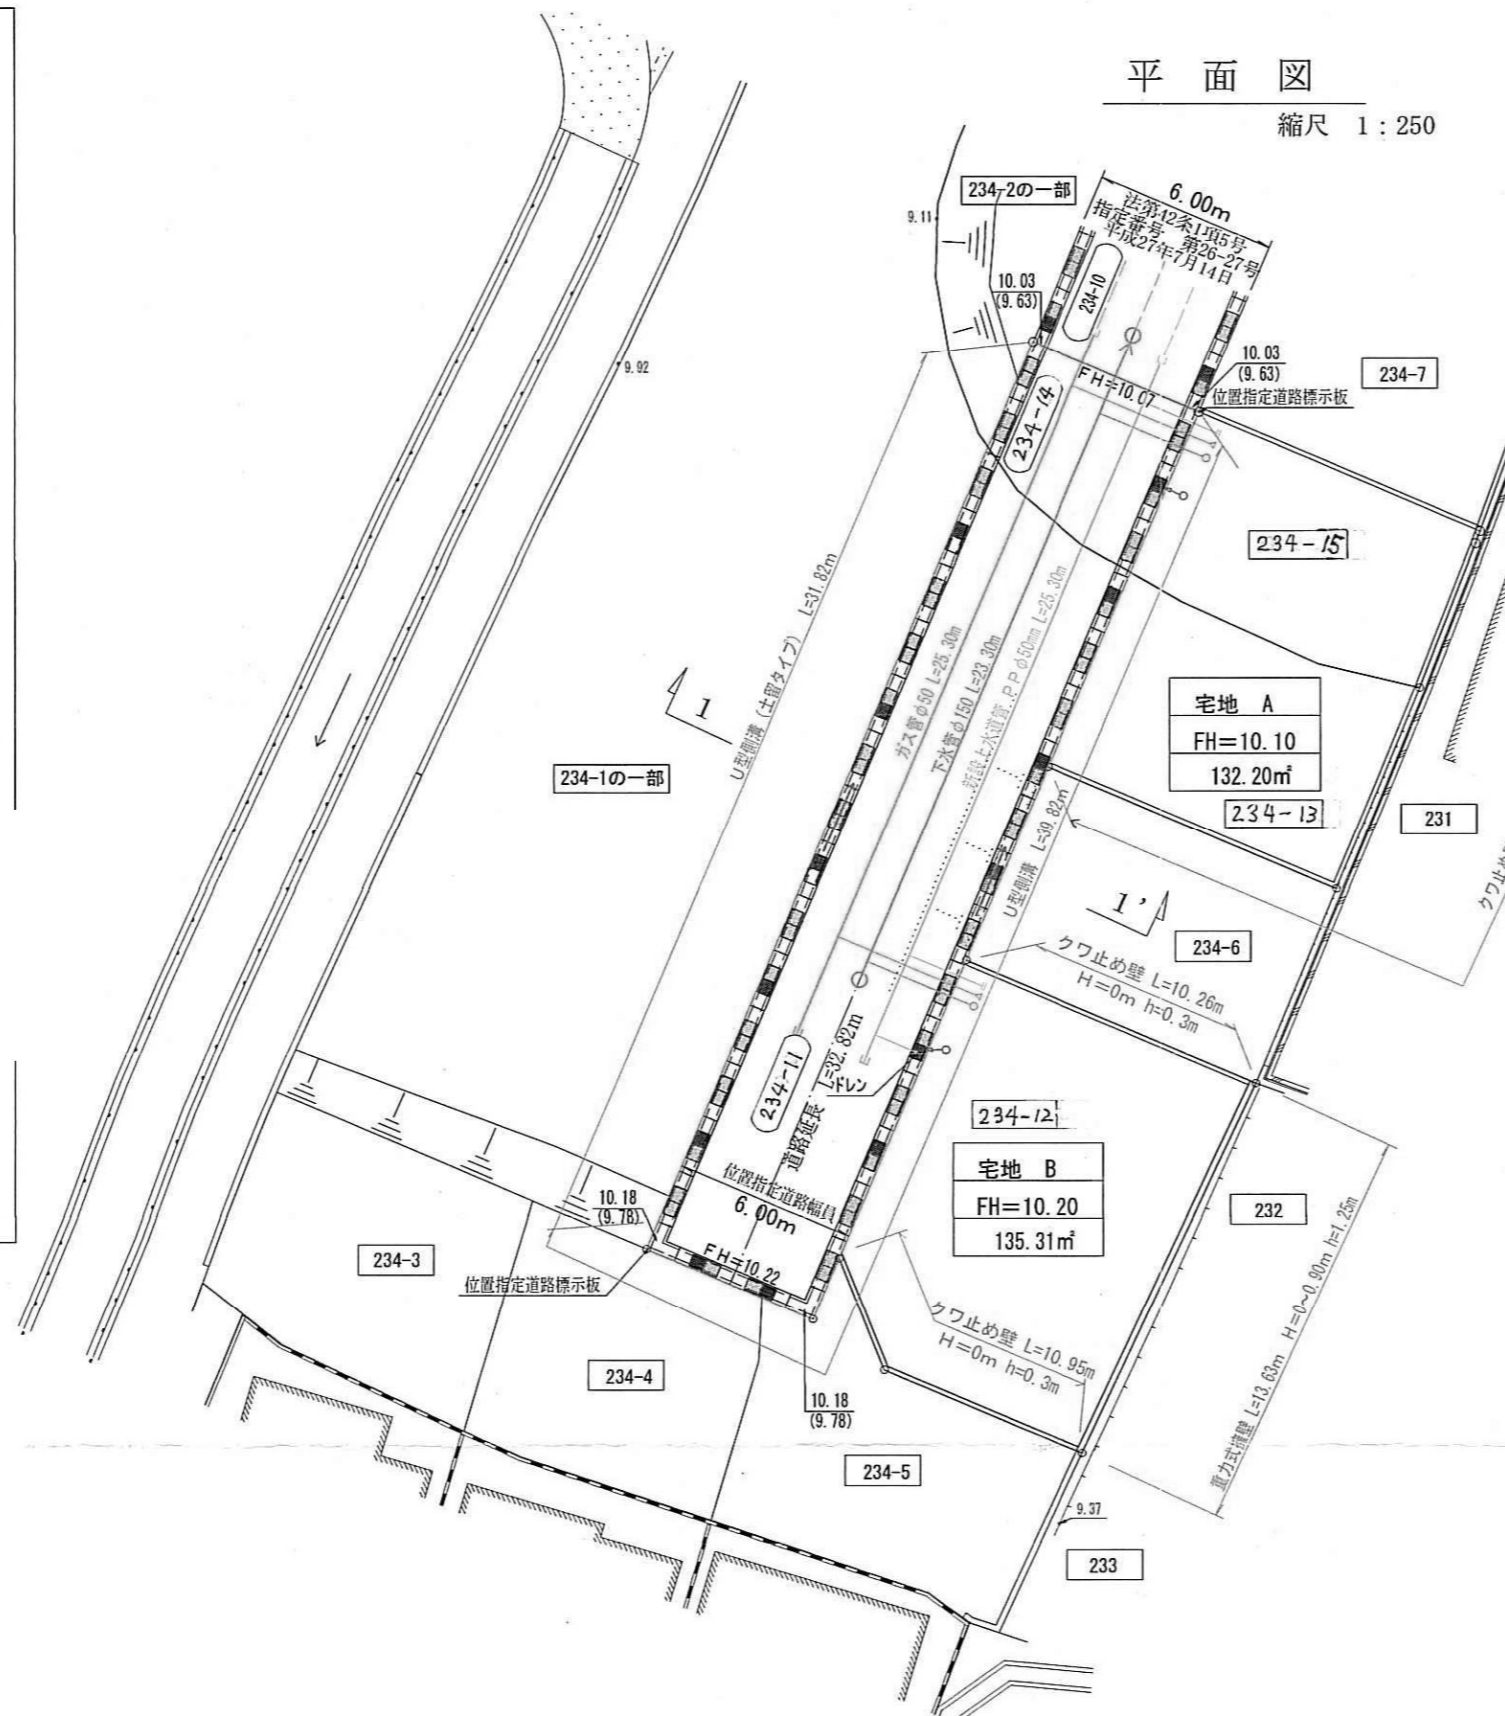 平面図
縮尺 1:250
234-2の一部
6.00m
法第42条1項5号
指定番号 第26-27号
平成27年7月14日
9.11
10.03
(9.63)
234-10
10.03
(9.63)
位置指定道路標示板
234-7
FH=10.07
234-14
9.92
234-15
U型側溝(土留タイプ) L=31.82m
ガス管φ50 L=25.30m
下水管φ150 L=23.30m
新設上水道管.PPφ50mm L=25.30m
1
宅地 A
FH=10.10
132.20㎡
234-13
231
234-1の一部
U型側溝 L=39.82m
1'
234-6
クワ止め
クワ止め壁 L=10.26m
H=0m h=0.3m
234-11
道路延長 L=32.82m
ドレン
234-12
宅地 B
FH=10.20
135.31㎡
232
位置指定道路幅員
6.00m
10.18
(9.78)
FH=10.22
234-3
位置指定道路標示板
クワ止め壁 L=10.95m
H=0m h=0.3m
重力式擁壁 L=13.63m H=0~0.90m h=1.25m
234-4
10.18
(9.78)
234-5
9.37
233